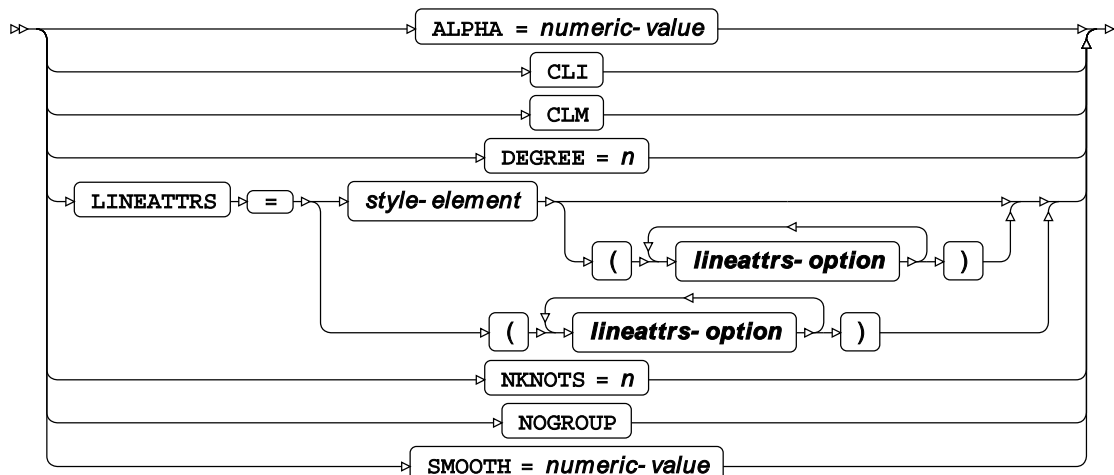 ALPHA = numeric-value
CLI
CLM
DEGREE = n
LINEATTRS = style-element
( lineattrs-option )
( lineattrs-option )
NKNOTS = n
NOGROUP
SMOOTH = numeric-value